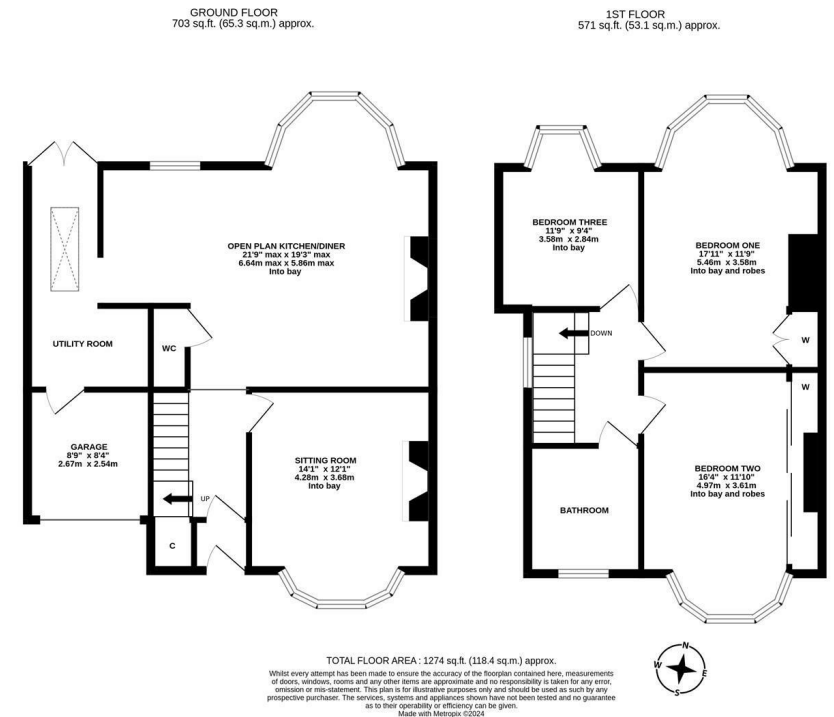 GROUND FLOOR
703 sq.ft. (65.3 sq.m.) approx.
1ST FLOOR
571 sq.ft. (53.1 sq.m.) approx.
OPEN PLAN KITCHEN/DINER
21'9" max x 19'3" max
6.64m max x 5.86m max
Into bay
UTILITY ROOM
WC
GARAGE
8'9" x 8'4"
2.67m x 2.54m
SITTING ROOM
14'1" x 12'1"
4.28m x 3.68m
Into bay
UP
C
BEDROOM THREE
11'9" x 9'4"
3.58m x 2.84m
Into bay
BEDROOM ONE
17'11" x 11'9"
5.46m x 3.58m
Into bay and robes
DOWN
W
W
BEDROOM TWO
16'4" x 11'10"
4.97m x 3.61m
Into bay and robes
BATHROOM
N
W
E
S
TOTAL FLOOR AREA : 1274 sq.ft. (118.4 sq.m.) approx.
Whilst every attempt has been made to ensure the accuracy of the floorplan contained here, measurements
of doors, windows, rooms and any other items are approximate and no responsibility is taken for any error,
omission or mis-statement. This plan is for illustrative purposes only and should be used as such by any
prospective purchaser. The services, systems and appliances shown have not been tested and no guarantee
as to their operability or efficiency can be given.
Made with Metropix ©2024